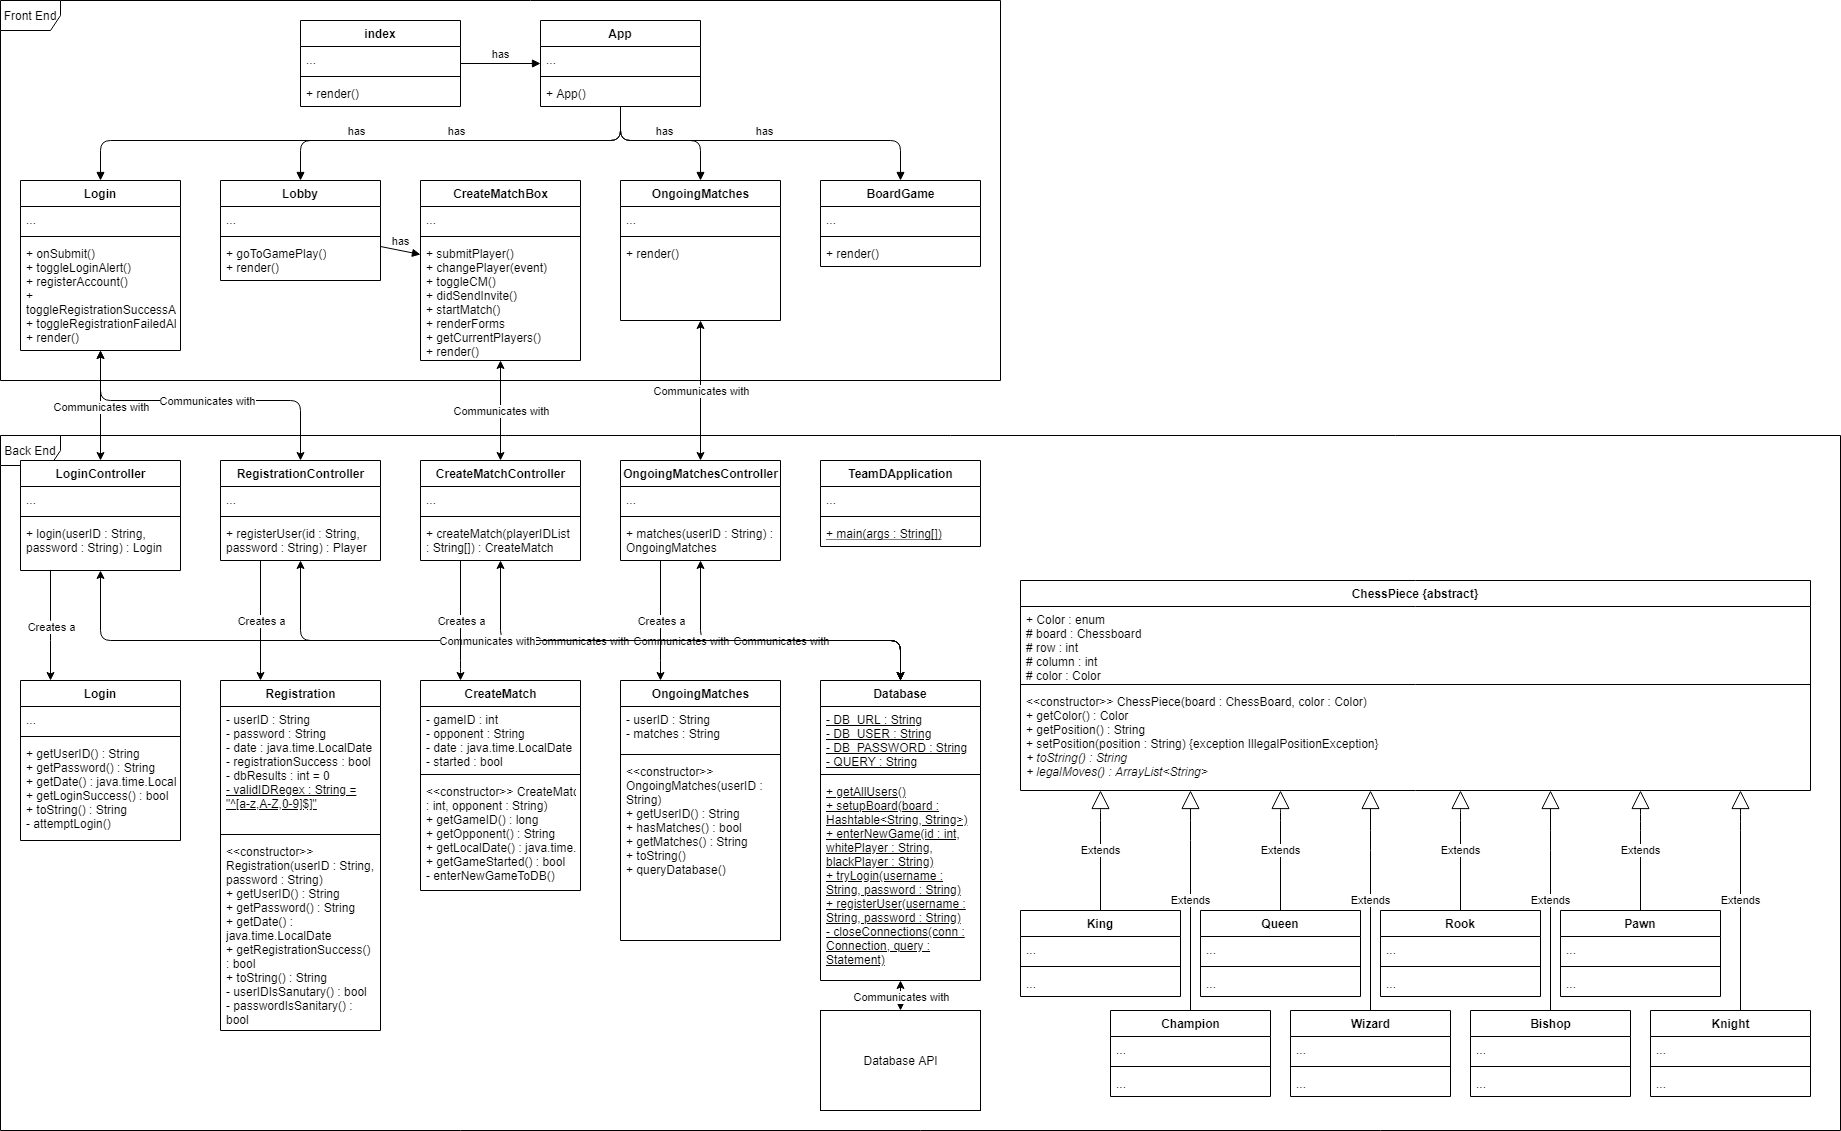 Front End
index
...
+ render()
has
App
...
+ App()
has
has
has
has
Login
...
+ onSubmit()
+ toggleLoginAlert()
+ registerAccount()
+
toggleRegistrationSuccessA
+ toggleRegistrationFailedAl
+ render()
Lobby
...
+ goToGamePlay()
+ render()
has
CreateMatchBox
...
+ submitPlayer()
+ changePlayer(event)
+ toggleCM()
+ didSendInvite()
+ startMatch()
+ renderForms
+ getCurrentPlayers()
+ render()
OngoingMatches
...
+ render()
BoardGame
...
+ render()
Communicates with
Communicates with
Communicates with
Communicates with
Back End
LoginController
...
+ login(userID : String,
password : String) : Login
RegistrationController
...
+ registerUser(id : String,
password : String) : Player
CreateMatchController
...
+ createMatch(playerIDList
: String[]) : CreateMatch
OngoingMatchesController
...
+ matches(userID : String) :
OngoingMatches
TeamDApplication
...
+ main(args : String[])
Creates a
Creates a
Creates a
Creates a
Communicates with
Communicates with
Communicates with
Communicates with
Login
...
+ getUserID() : String
+ getPassword() : String
+ getDate() : java.time.Local
+ getLoginSuccess() : bool
+ toString() : String
- attemptLogin()
Registration
- userID : String
- password : String
- date : java.time.LocalDate
- registrationSuccess : bool
- dbResults : int = 0
- validIDRegex : String =
"^[a-z,A-Z,0-9]$]"
<<constructor>>
Registration(userID : String,
password : String)
+ getUserID() : String
+ getPassword() : String
+ getDate() :
java.time.LocalDate
+ getRegistrationSuccess()
: bool
+ toString() : String
- userIDIsSanutary() : bool
- passwordIsSanitary() :
bool
CreateMatch
- gameID : int
- opponent : String
- date : java.time.LocalDate
- started : bool
<<constructor>> CreateMatc
: int, opponent : String)
+ getGameID() : long
+ getOpponent() : String
+ getLocalDate() : java.time.
+ getGameStarted() : bool
- enterNewGameToDB()
OngoingMatches
- userID : String
- matches : String
<<constructor>>
OngoingMatches(userID :
String)
+ getUserID() : String
+ hasMatches() : bool
+ getMatches() : String
+ toString()
+ queryDatabase()
Database
- DB_URL : String
- DB_USER : String
- DB_PASSWORD : String
- QUERY : String
+ getAllUsers()
+ setupBoard(board :
Hashtable<String, String>)
+ enterNewGame(id : int,
whitePlayer : String,
blackPlayer : String)
+ tryLogin(username :
String, password : String)
+ registerUser(username :
String, password : String)
- closeConnections(conn :
Connection, query :
Statement)
Communicates with
Database API
ChessPiece {abstract}
+ Color : enum
# board : Chessboard
# row : int
# column : int
# color : Color
<<constructor>> ChessPiece(board : ChessBoard, color : Color)
+ getColor() : Color
+ getPosition() : String
+ setPosition(position : String) {exception IllegalPositionException}
+ toString() : String
+ legalMoves() : ArrayList<String>
Extends
Extends
Extends
Extends
Extends
Extends
Extends
Extends
King
...
...
Queen
...
...
Rook
...
...
Pawn
...
...
Champion
...
...
Wizard
...
...
Bishop
...
...
Knight
...
...